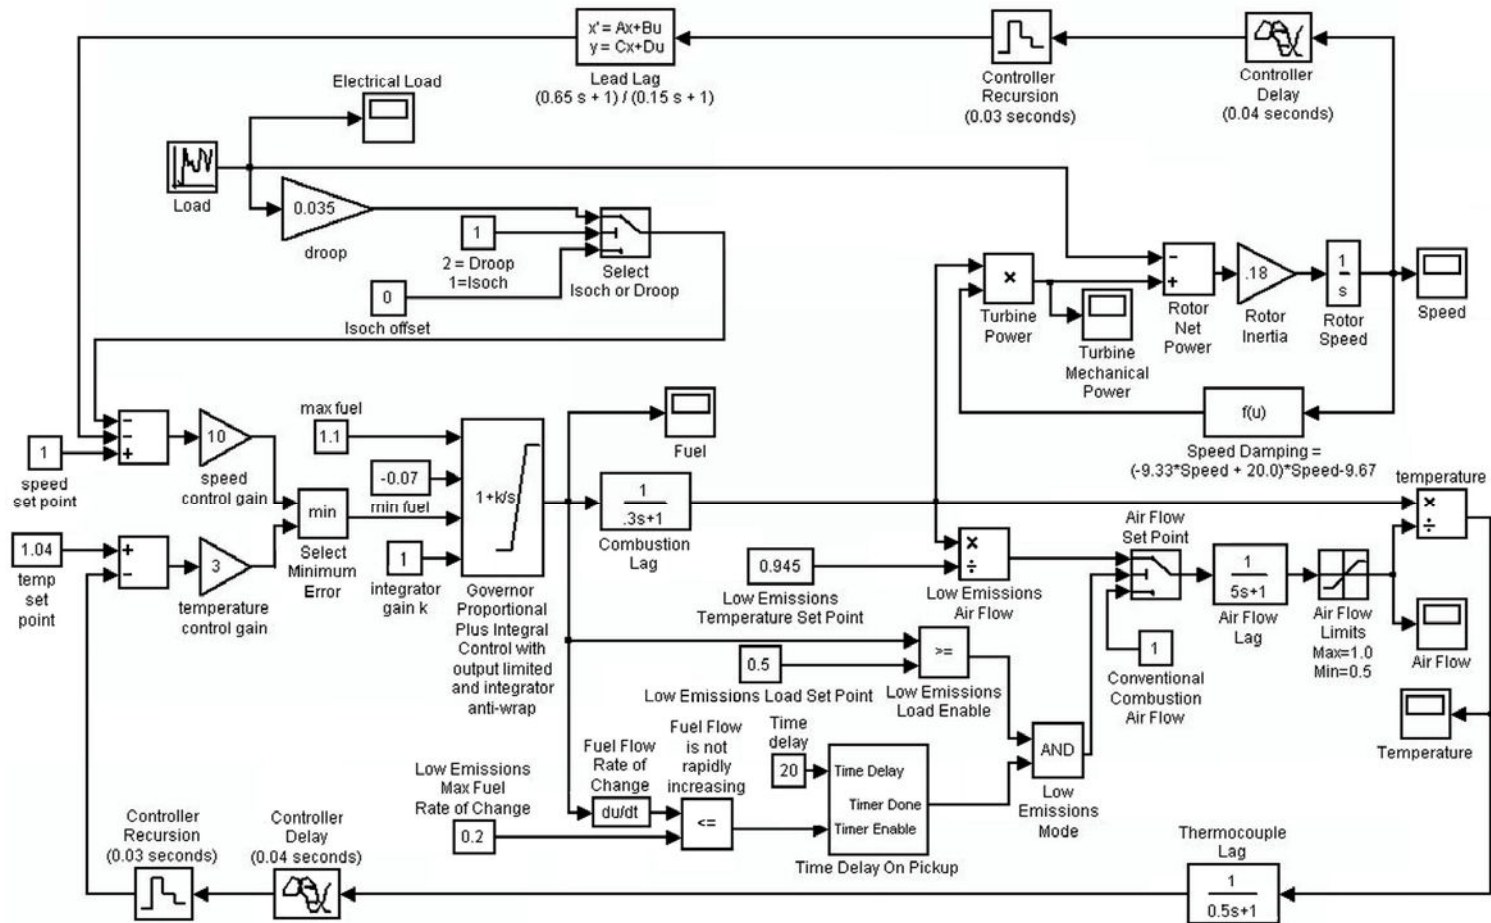 x' = Ax+Bu
y = Cx+Du
Lead Lag
(0.65 s + 1) / (0.15 s + 1)
Controller
Recursion
(0.03 seconds)
Controller
Delay
(0.04 seconds)
Electrical Load
Load
0.035
droop
1
2 = Droop
1=Isoch
0
Isoch offset
Select
Isoch or Droop
×
Turbine
Power
Turbine
Mechanical
Power
-
+
Rotor
Net
Power
.18
Rotor
Inertia
1
s
Rotor
Speed
Speed
f(u)
Speed Damping =
(-9.33*Speed + 20.0)*Speed-9.67
-
-
+
1
speed
set point
10
speed
control gain
1.04
temp
set
point
+
-
3
temperature
control gain
min
Select
Minimum
Error
max fuel
1.1
-0.07
min fuel
1
integrator
gain k
1+k/s
Governor
Proportional
Plus Integral
Control with
output limited
and integrator
anti-wrap
Fuel
1
.3s+1
Combustion
Lag
0.945
Low Emissions
Temperature Set Point
×
÷
Low Emissions
Air Flow
Air Flow
Set Point
1
5s+1
Air Flow
Lag
Air Flow
Limits
Max=1.0
Min=0.5
temperature
×
÷
Air Flow
Temperature
1
Conventional
Combustion
Air Flow
0.5
Low Emissions Load Set Point
>=
Low Emissions
Load Enable
Low Emissions
Max Fuel
Rate of Change
0.2
Fuel Flow
Rate of
Change
du/dt
Fuel Flow
is not
rapidly
increasing
<=
Time
delay
20
Time Delay
Timer Done
Timer Enable
Time Delay On Pickup
AND
Low
Emissions
Mode
Thermocouple
Lag
1
0.5s+1
Controller
Delay
(0.04 seconds)
Controller
Recursion
(0.03 seconds)